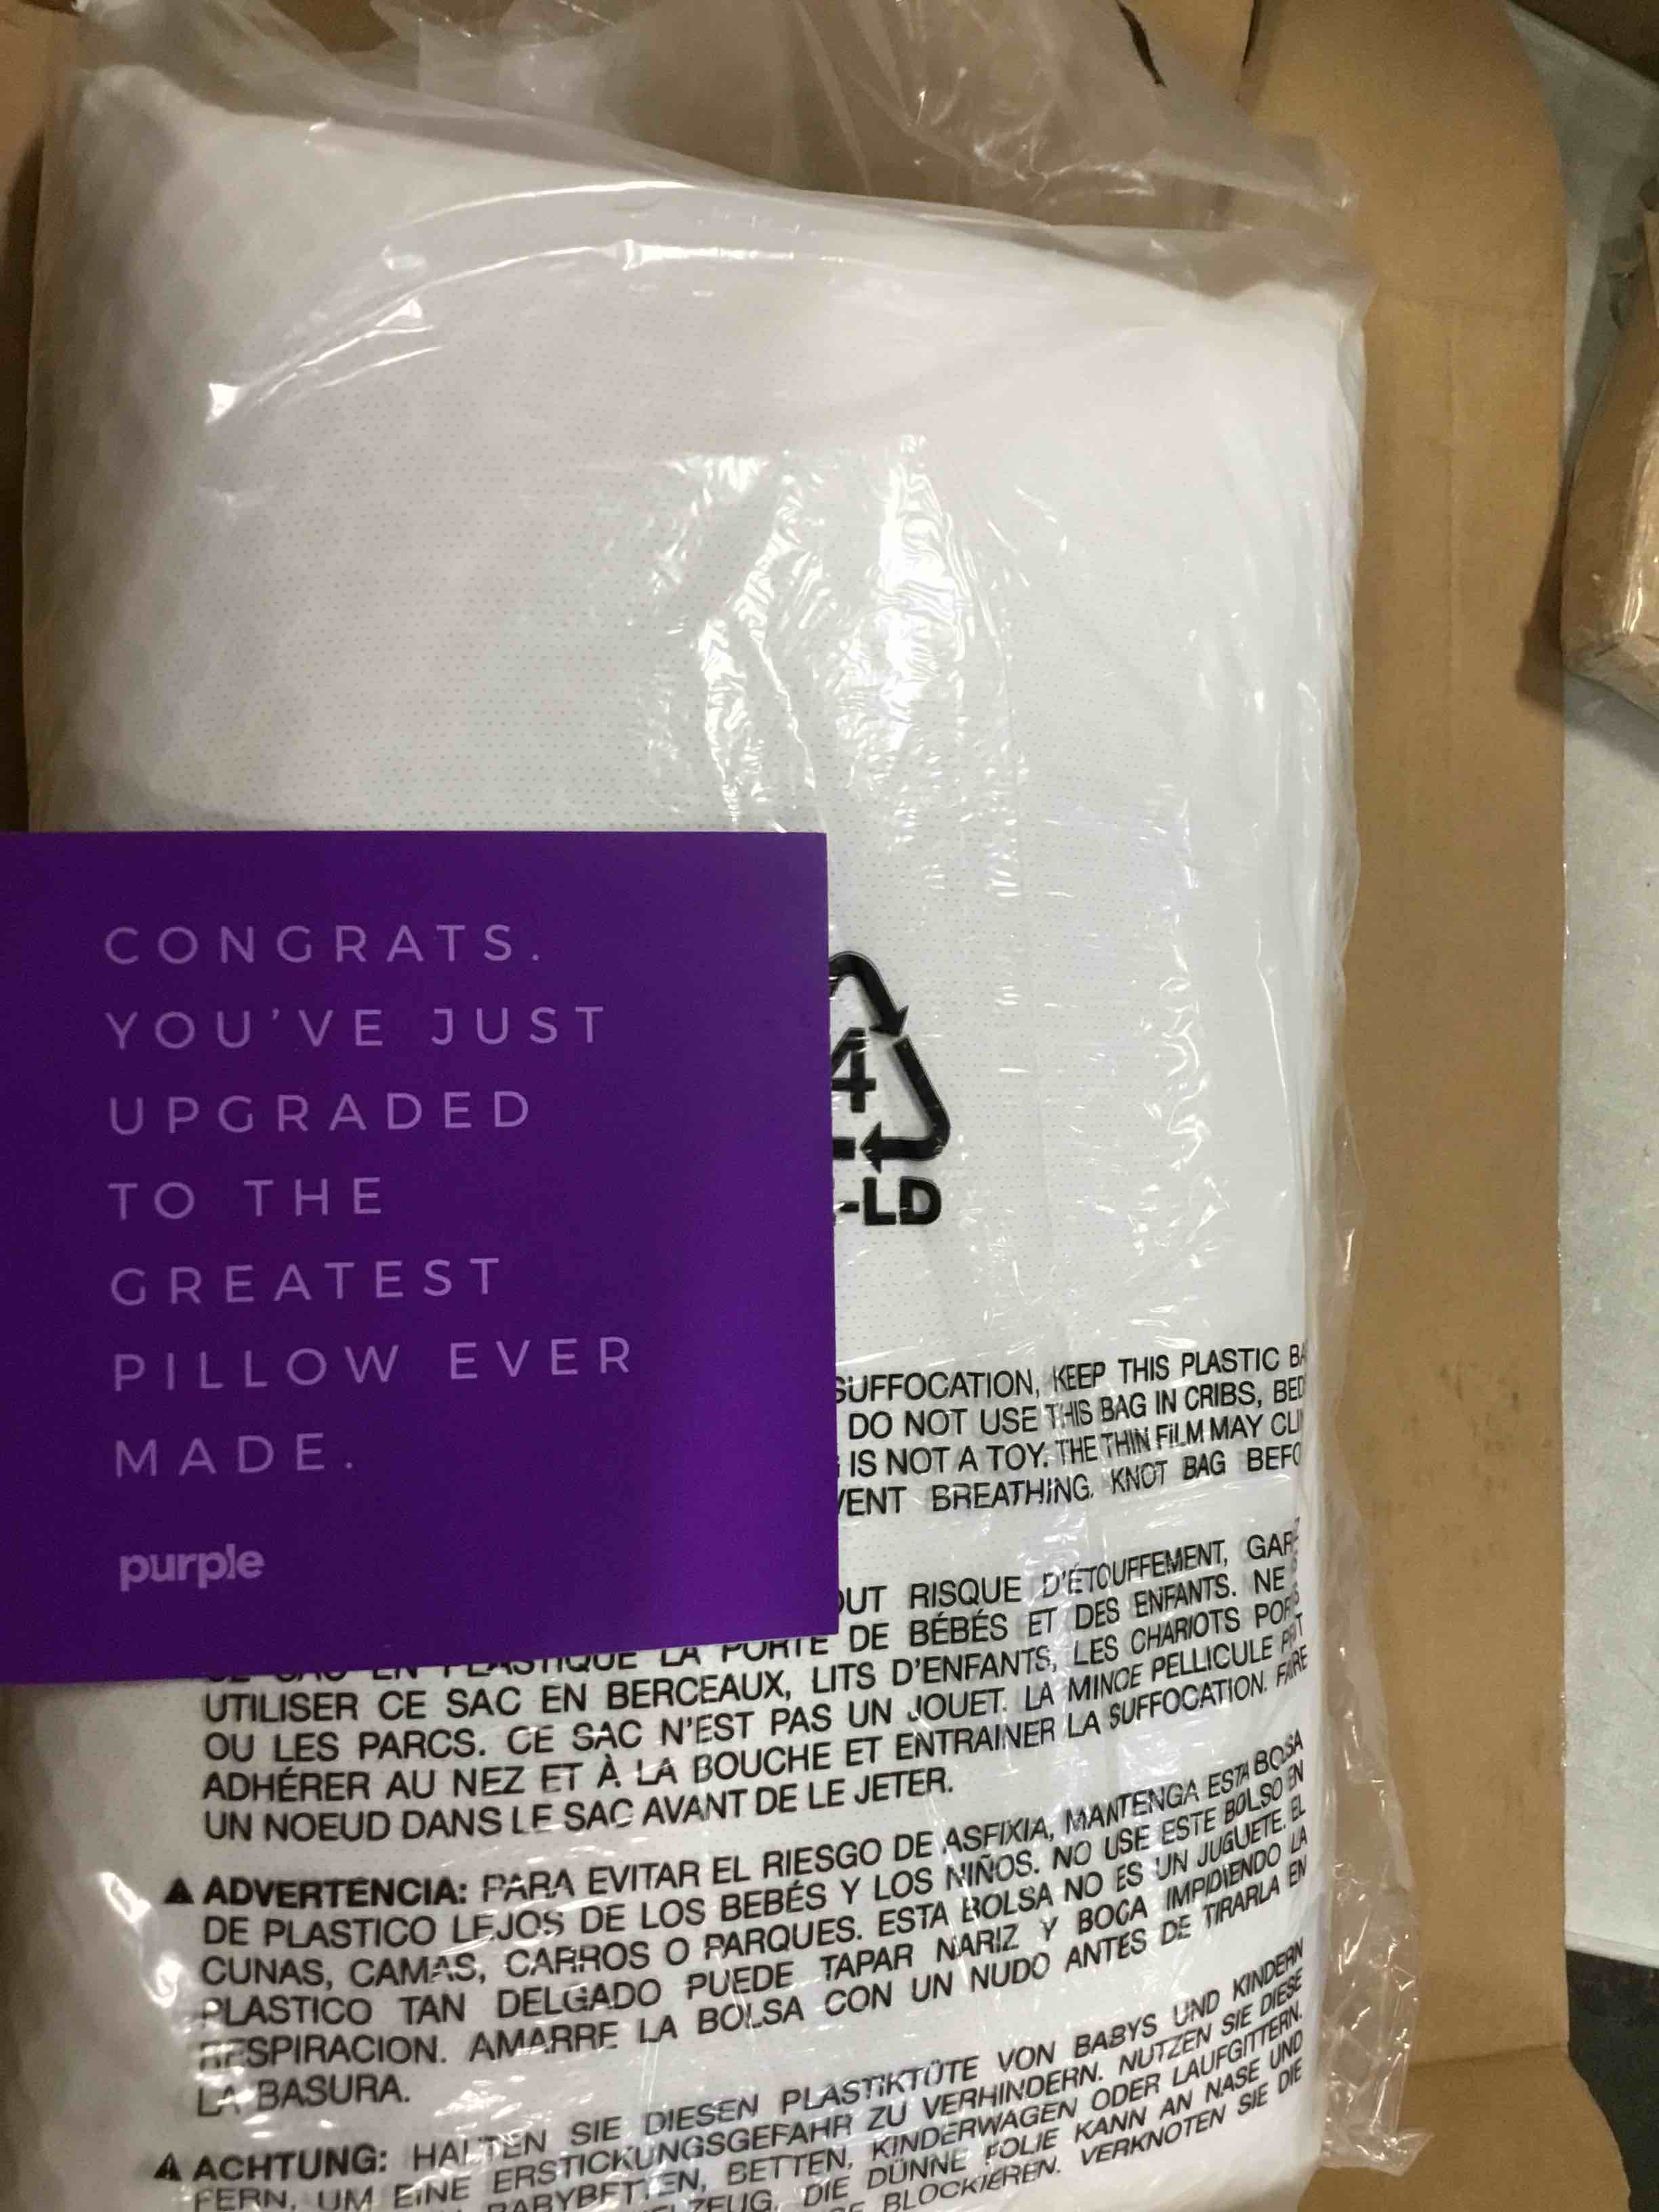 CONGRATS.
YOU'VE JUST
UPGRADED
TO THE
GREATEST
PILLOW EVER
MADE.
purple
4
-LD
SUFFOCATION, KEEP THIS PLASTIC
DO NOT USE THIS BAG IN CRIBS,
IS NOT A TOY. THE THIN FILM MAY
BREATHING. KNOT BAG
RISQUE D'ÉTOUFFEMENT,
CE SAC EN PLASTIQUE LA PORTE DE BÉBÉS ET DES ENFANTS. NE
UTILISER CE SAC EN BERCEAUX, LITS D'ENFANTS, LES CHARIOTS
OU LES PARCS. CE SAC N'EST PAS UN JOUET. LA MINCE PELLICULE
ADHÉRER AU NEZ ET À LA BOUCHE ET ENTRAINER LA SUFFOCATION. FAIRE
UN NOEUD DANS LE SAC AVANT DE LE JETER.
ADVERTENCIA: PARA EVITAR EL RIESGO DE ASFIXIA, MANTENGA ESTA BOLSA
DE PLASTICO LEJOS DE LOS BEBÉS Y LOS NIÑOS. NO USE ESTE BOLSO EN
CUNAS, CAMAS, CARROS O PARQUES. ESTA BOLSA NO ES UN JUGUETE. EL
PLASTICO TAN DELGADO PUEDE TAPAR NARIZ Y BOCA IMPIDIENDO LA
RESPIRACION. AMARRE LA BOLSA CON UN NUDO ANTES DE TIRARLA EN
LA BASURA.
ACHTUNG: HALTEN SIE DIESEN PLASTIKTÜTE VON BABYS UND KINDERN
FERN, UM EINE ERSTICKUNGSGEFAHR ZU VERHINDERN. NUTZEN SIE DIESE
BABYBETTEN, BETTEN, KINDERWAGEN ODER LAUFGITTERN.
DIE DÜNNE FOLIE KANN AN NASE UND
BLOCKIEREN. VERKNOTEN SIE DIE